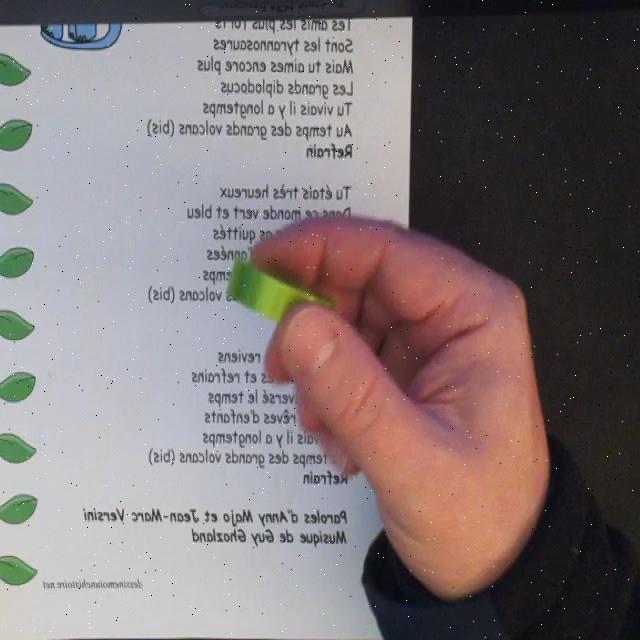 Tes amis les plus forts
Sont les tyrannosaures
Mais tu aimes encore plus
Les grands diplodocus
Tu vivais il y a longtemps
Au temps des grands volcans (bis)
Refrain
Tu étais très heureux
Dans ce monde vert et bleu
quittés
d'années
temps
volcans (bis)
reviens
et refrains
le temps
rêves d'enfants
il y a longtemps
temps des grands volcans (bis)
Refrain
Paroles d'Anny Majo et Jean-Marc Versini
Musique de Guy Ghozland
dessinemoiunehistoire.net